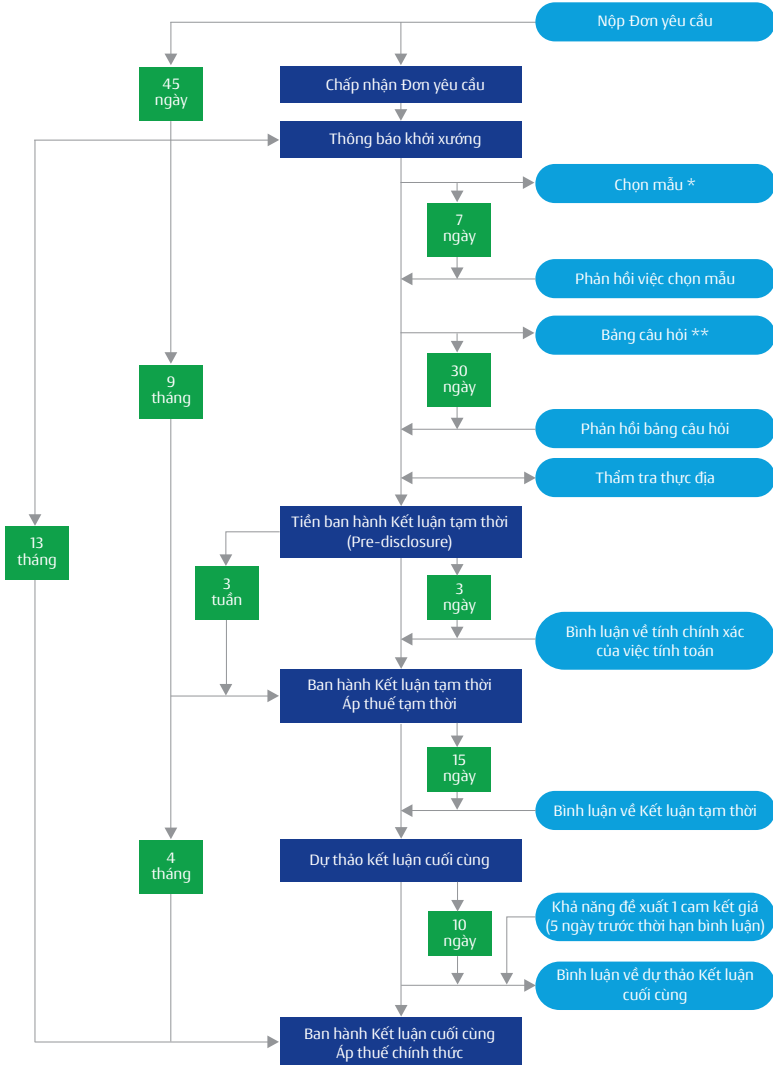 Nộp Đơn yêu cầu
45
ngày
Chấp nhận Đơn yêu cầu
Thông báo khởi xướng
Chọn mẫu *
7
ngày
Phản hồi việc chọn mẫu
Bảng câu hỏi **
30
ngày
9
tháng
Phản hồi bảng câu hỏi
Thẩm tra thực địa
Tiền ban hành Kết luận tạm thời
(Pre-disclosure)
13
tháng
3
tuần
3
ngày
Bình luận về tính chính xác
của việc tính toán
Ban hành Kết luận tạm thời
Áp thuế tạm thời
15
ngày
Bình luận về Kết luận tạm thời
4
tháng
Dự thảo kết luận cuối cùng
10
ngày
Khả năng đề xuất 1 cam kết giá
(5 ngày trước thời hạn bình luận)
Bình luận về dự thảo Kết luận
cuối cùng
Ban hành Kết luận cuối cùng
Áp thuế chính thức